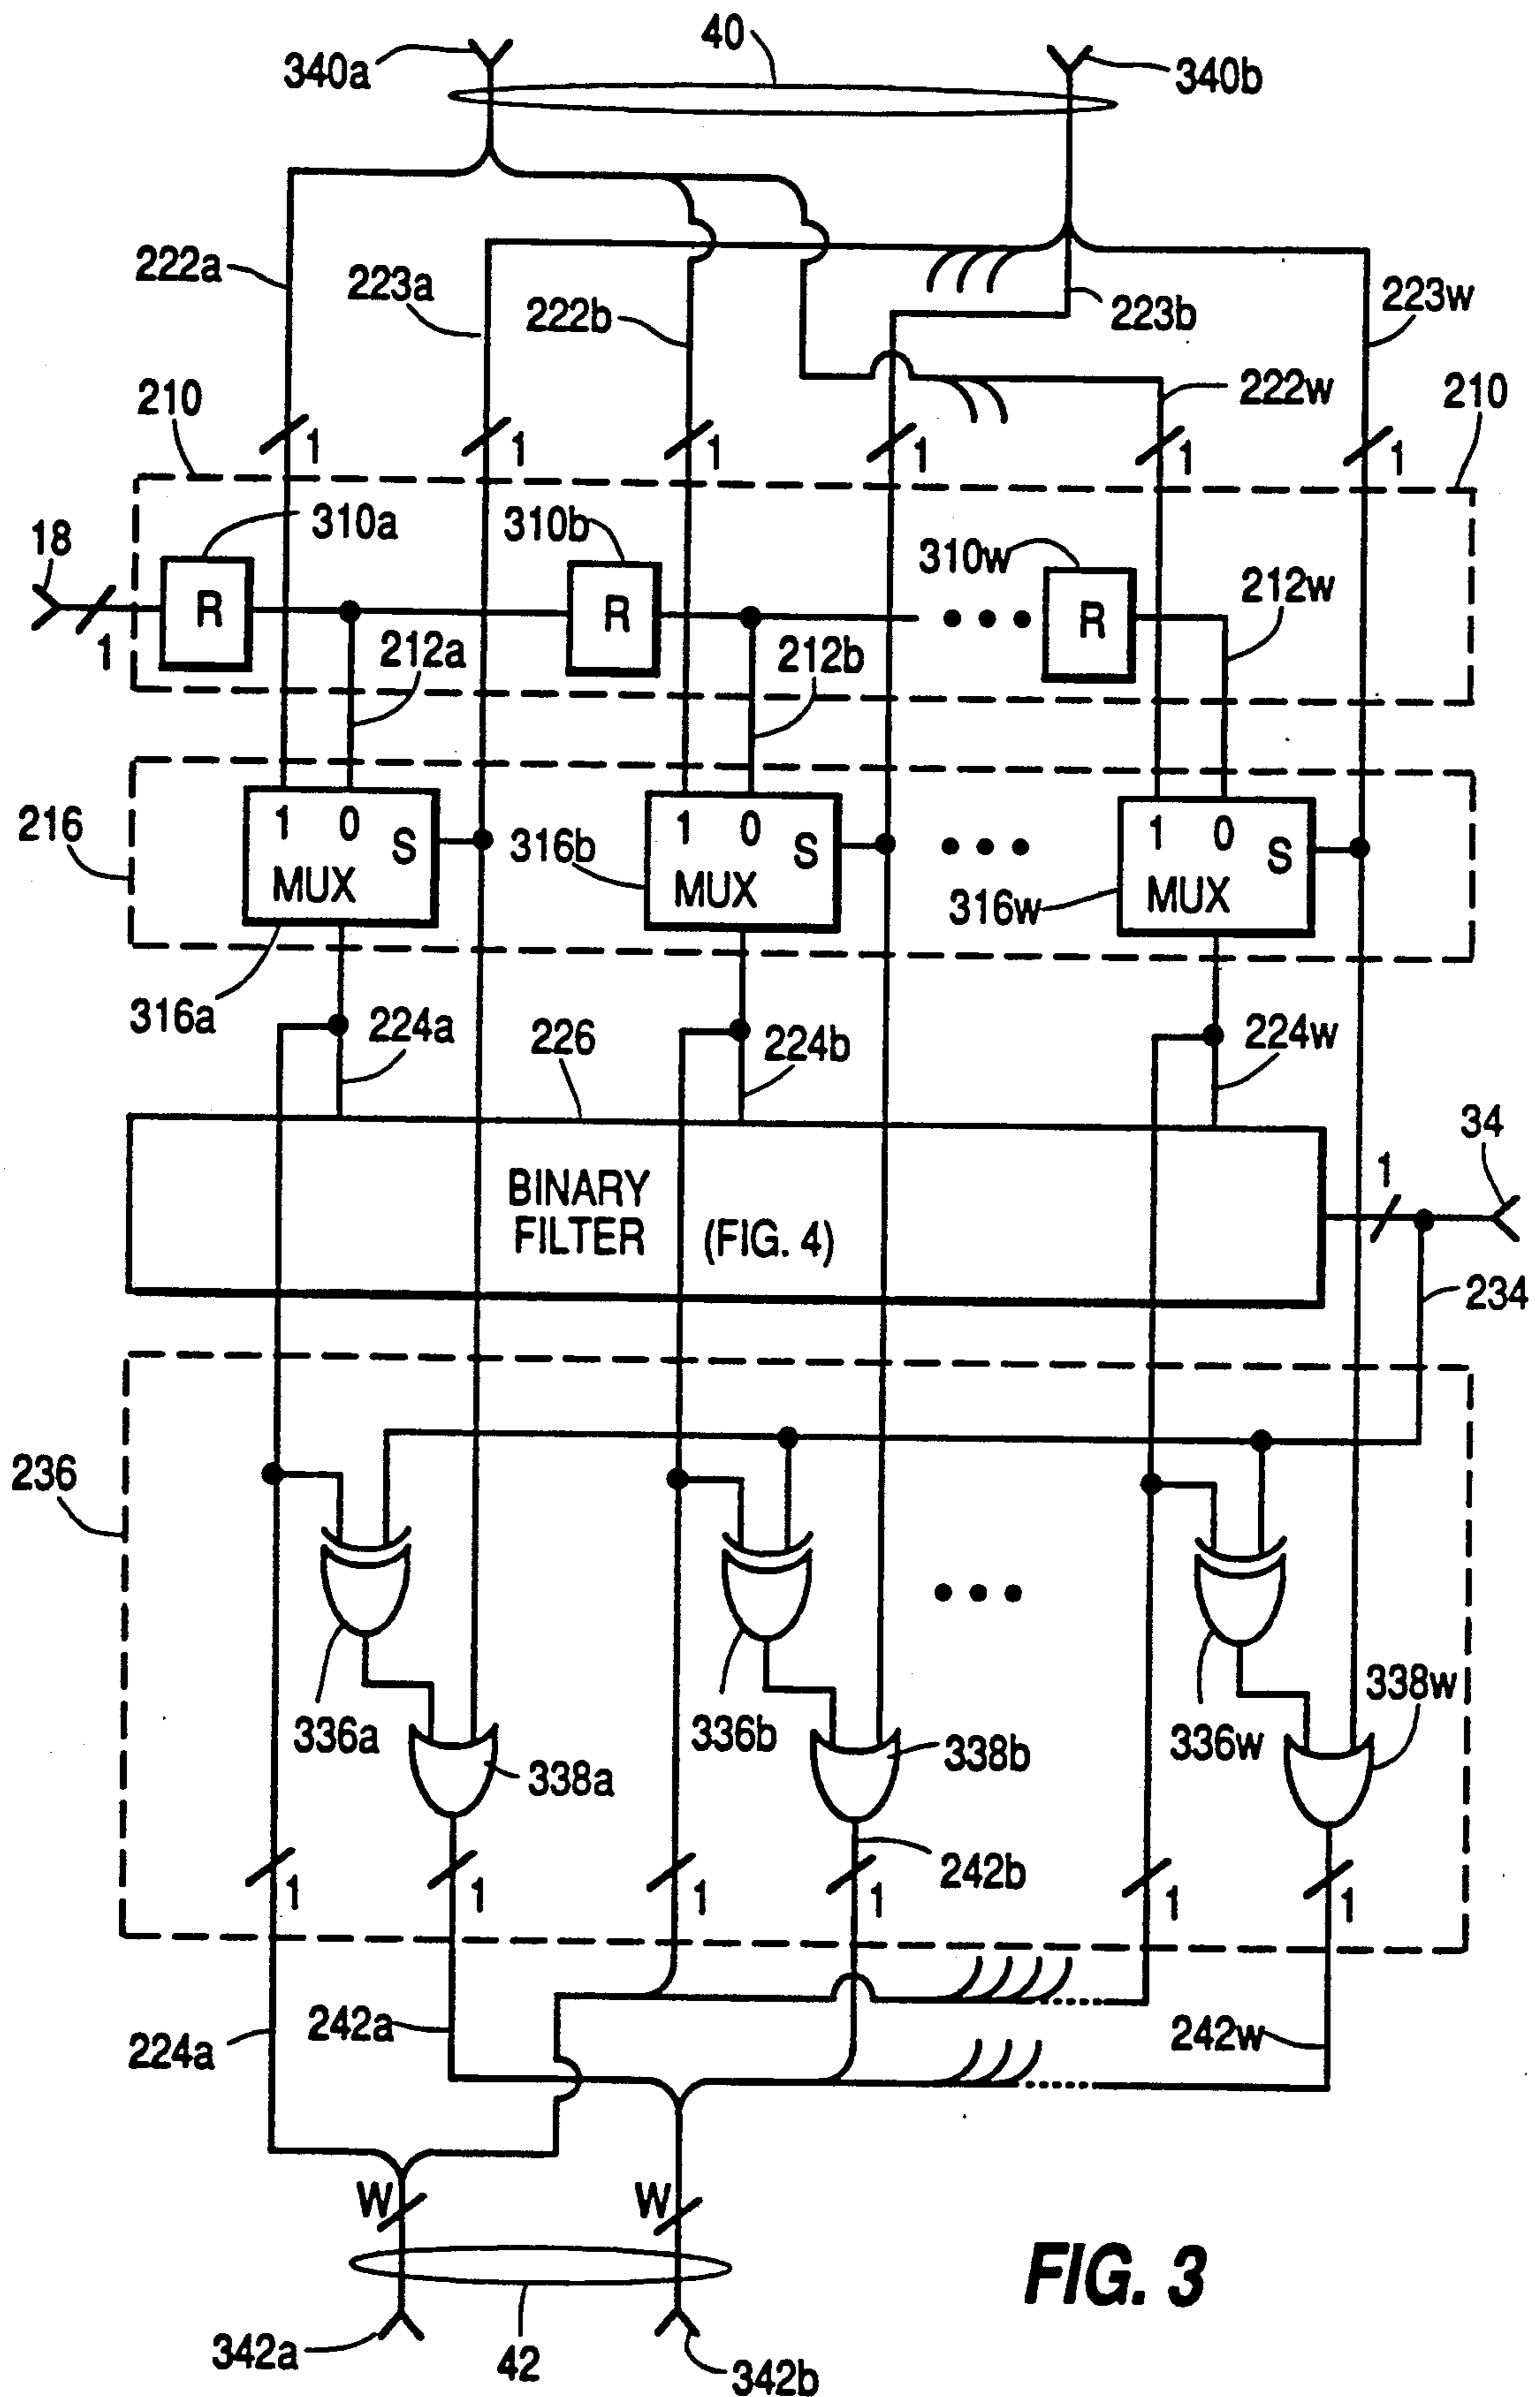 40
340a
340b
222a
223a
222b
223b
223w
210
222w
210
1
1
1
1
1
1
18
310a
310b
310w
212w
R
R
R
1
212a
212b
216
1 0
S
MUX
316b
1 0
S
MUX
316w
1 0
S
MUX
316a
224a
226
224b
224w
34
BINARY
FILTER (FIG. 4)
1
234
236
336a
338a
336b
338b
336w
338w
1
1
1
242b
1
1
1
224a
242a
242w
W
W
FIG. 3
342a
42
342b